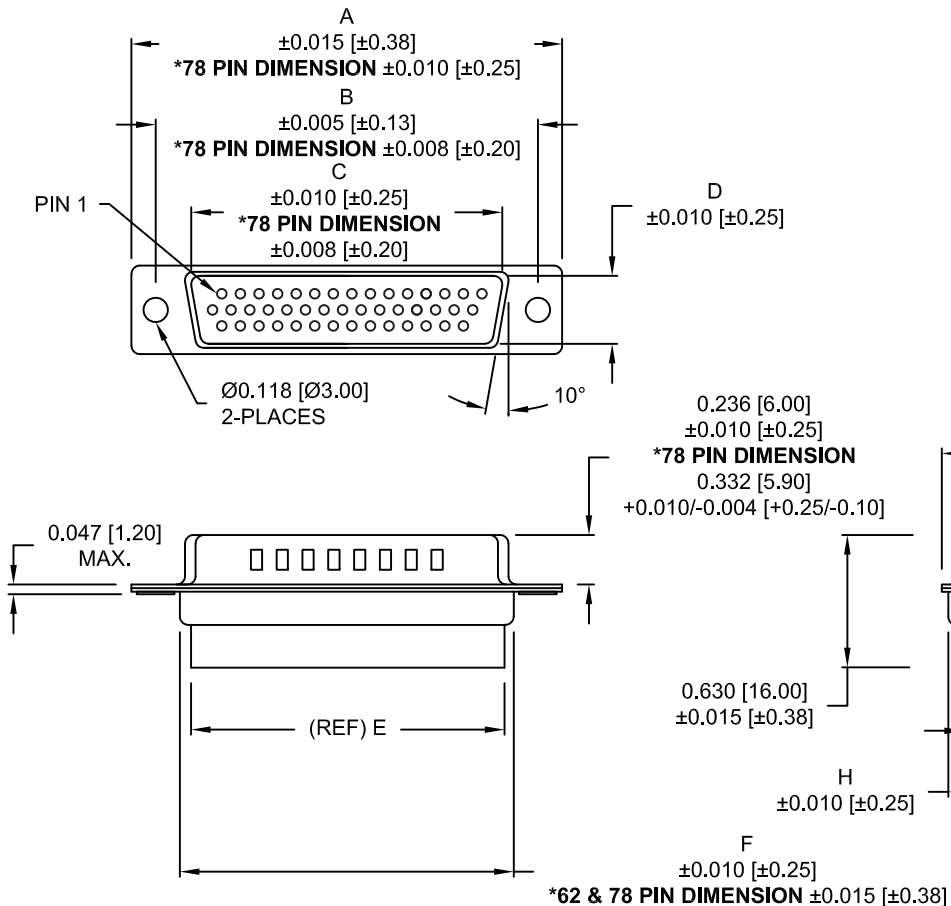 A
±0.015 [±0.38]
*78 PIN DIMENSION ±0.010 [±0.25]
B
±0.005 [±0.13]
*78 PIN DIMENSION ±0.008 [±0.20]
C
±0.010 [±0.25]
*78 PIN DIMENSION
±0.008 [±0.20]
D
±0.010 [±0.25]
PIN 1
Ø0.118 [Ø3.00]
2-PLACES
10°
0.236 [6.00]
±0.010 [±0.25]
*78 PIN DIMENSION
0.332 [5.90]
+0.010/-0.004 [+0.25/-0.10]
0.047 [1.20]
MAX.
(REF) E
0.630 [16.00]
±0.015 [±0.38]
H
±0.010 [±0.25]
F
±0.010 [±0.25]
*62 & 78 PIN DIMENSION ±0.015 [±0.38]